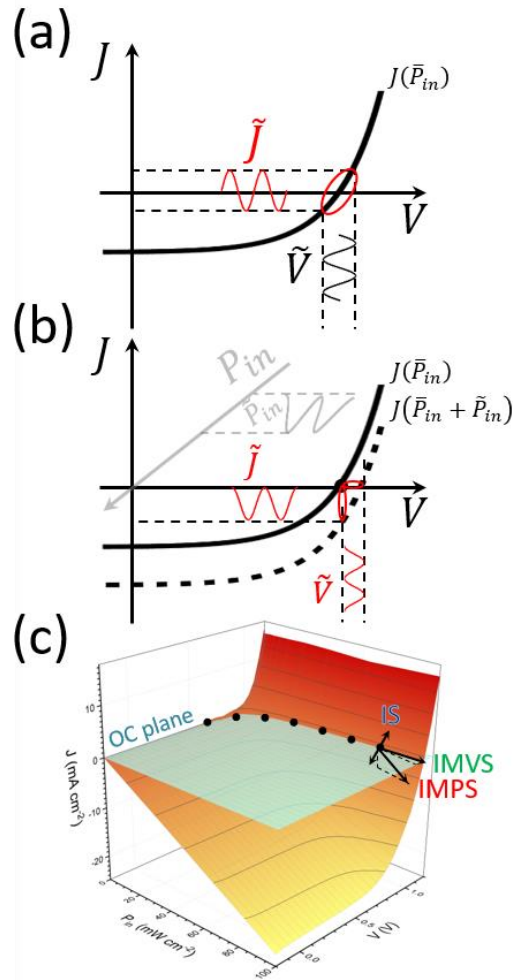 (a)
J
J(P̄in)
J̃
V
Ṽ
(b)
J
Pin
P̃in
J(P̄in)
J(P̄in + P̃in)
J̃
V
Ṽ
(c)
OC plane
IS
IMVS
IMPS
J (mA cm-2)
10
0
-10
-20
Pin (mW cm-2)
0
20
40
60
80
100
V (V)
0.0
0.5
1.0